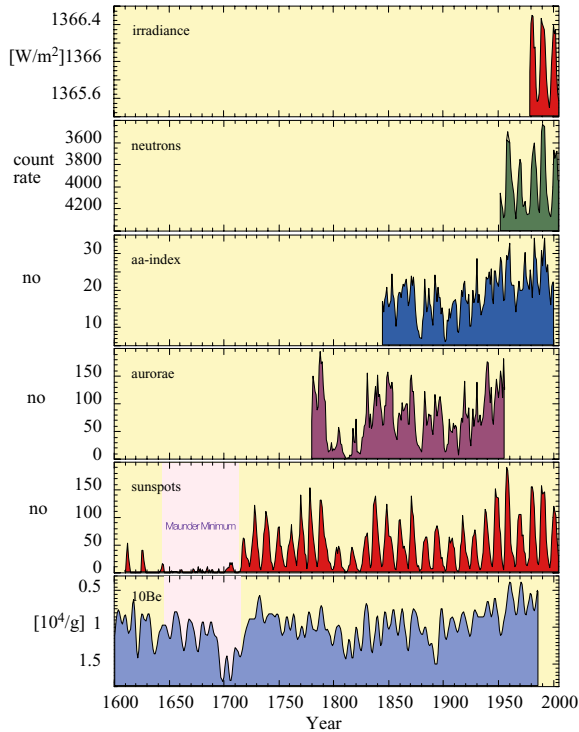 1366.4
[W/m²]1366
1365.6
irradiance
count
rate
3600
3800
4000
4200
neutrons
no
30
20
10
aa-index
no
150
100
50
0
aurorae
no
150
100
50
0
sunspots
Maunder Minimum
[10⁴/g]
0.5
1
1.5
10Be
1600 1650 1700 1750 1800 1850 1900 1950 2000
Year